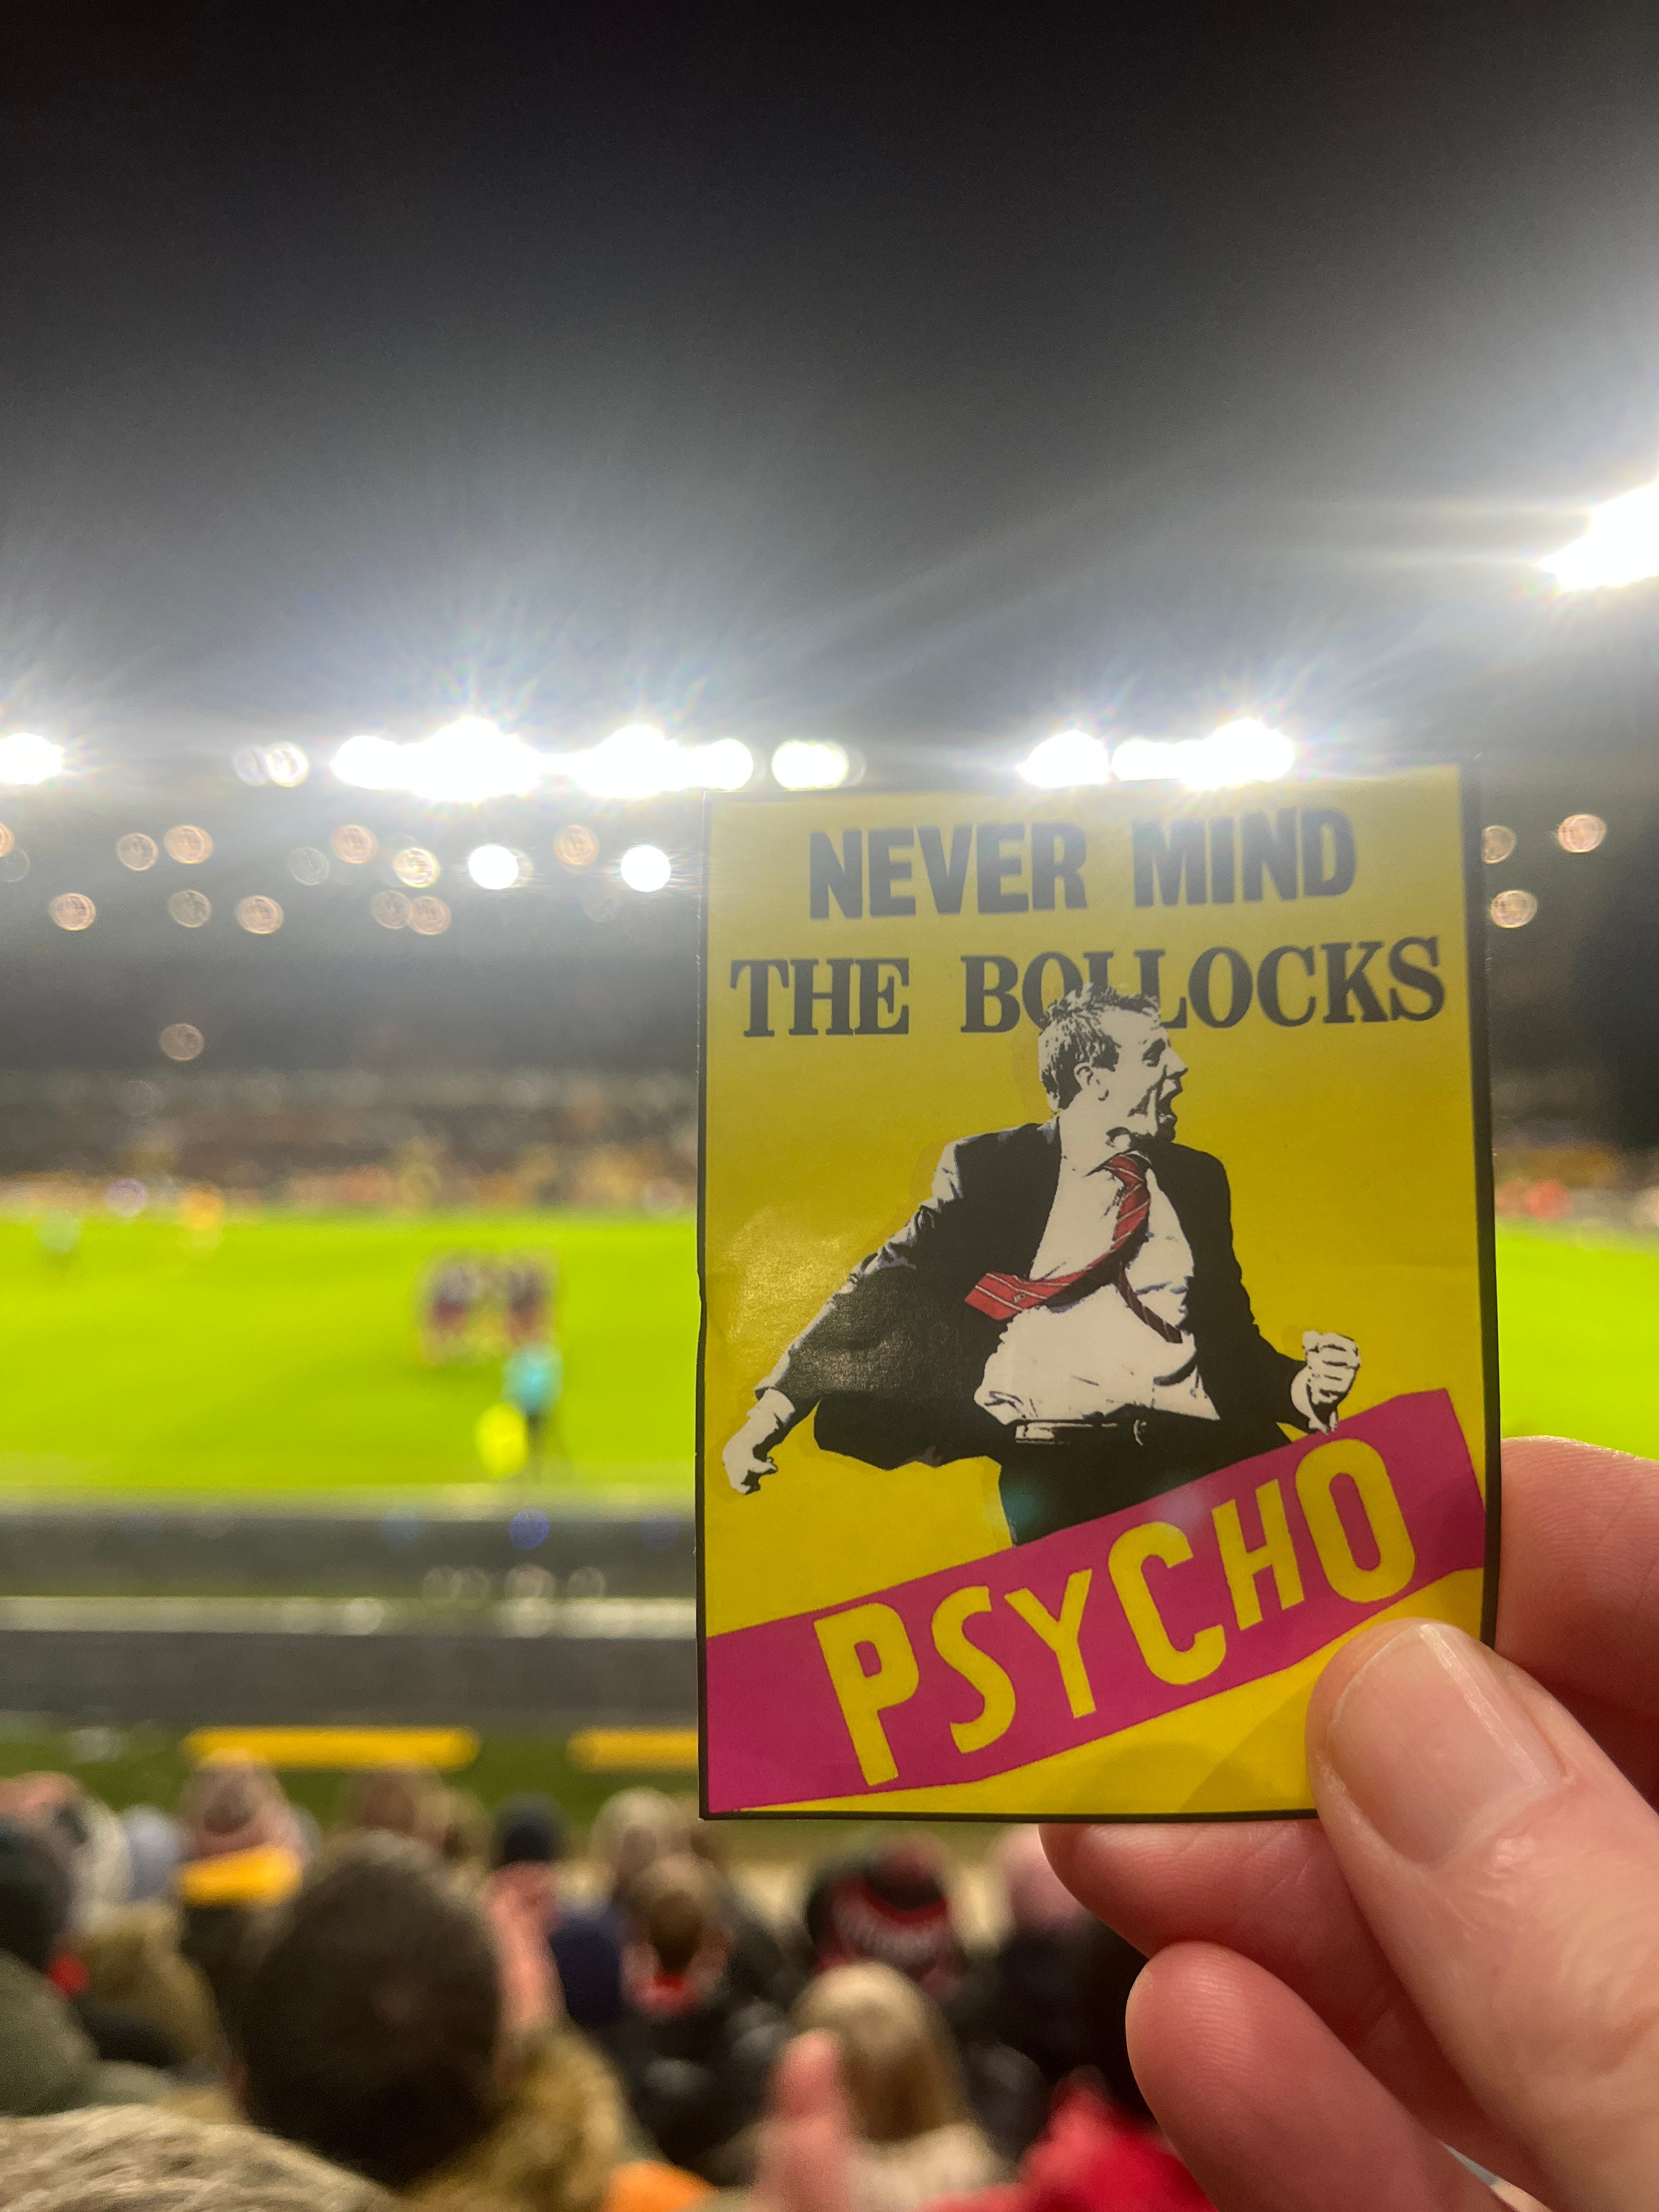 NEVER MIND
THE BOLLOCKS
PSYCHO